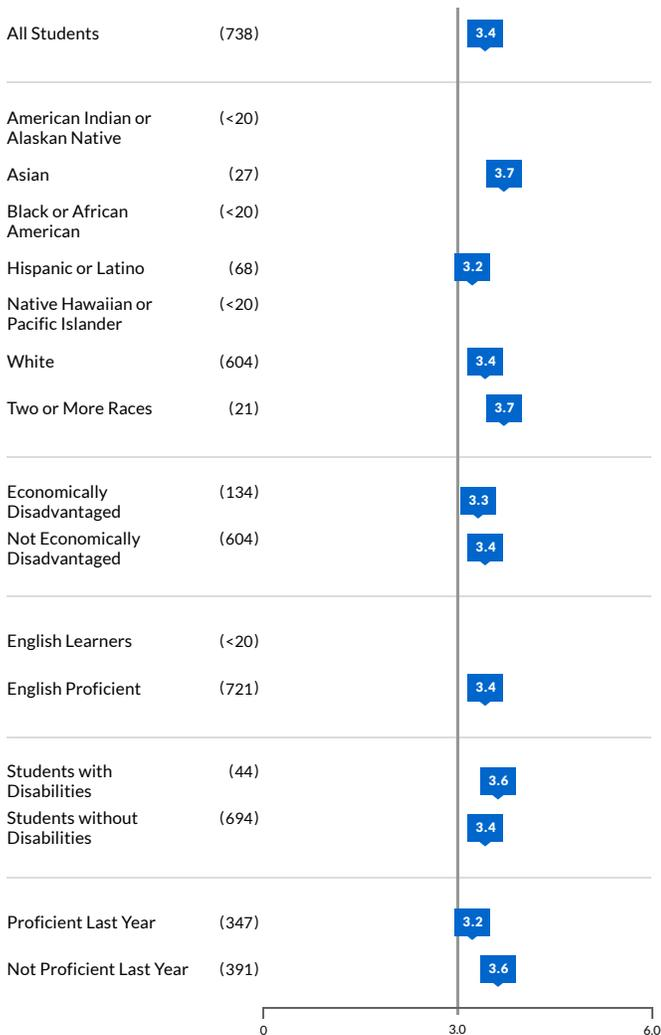 All Students (738) 3.4
American Indian or (<20)
Alaskan Native
Asian (27) 3.7
Black or African (<20)
American
Hispanic or Latino (68) 3.2
Native Hawaiian or (<20)
Pacific Islander
White (604) 3.4
Two or More Races (21) 3.7
Economically (134) 3.3
Disadvantaged
Not Economically (604) 3.4
Disadvantaged
English Learners (<20)
English Proficient (721) 3.4
Students with (44) 3.6
Disabilities
Students without (694) 3.4
Disabilities
Proficient Last Year (347) 3.2
Not Proficient Last Year (391) 3.6
0 3.0 6.0